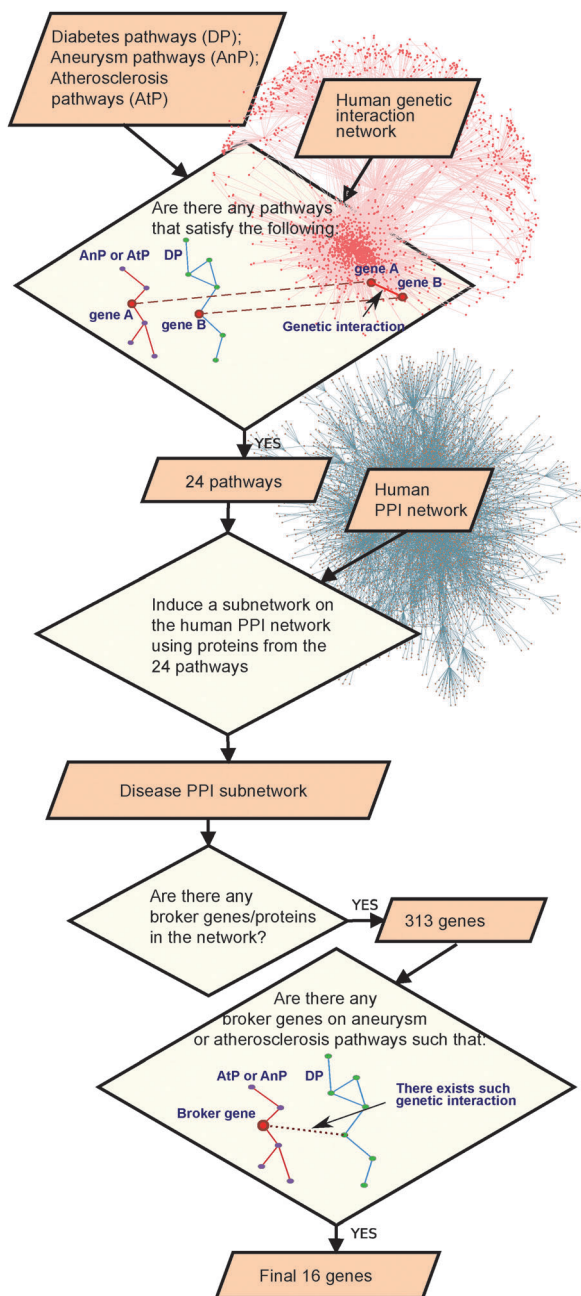 Diabetes pathways (DP);
Aneurysm pathways (AnP);
Atherosclerosis
pathways (AtP)
Human genetic
interaction
network
Are there any pathways
that satisfy the following:
AnP or AtP
DP
gene A
gene B
gene A
gene B
Genetic interaction
YES
24 pathways
Human
PPI network
Induce a subnetwork on
the human PPI network
using proteins from the
24 pathways
Disease PPI subnetwork
Are there any
broker genes/proteins
in the network?
YES
313 genes
Are there any
broker genes on aneurysm
or atherosclerosis pathways such that:
AtP or AnP
DP
There exists such
genetic interaction
Broker gene
YES
Final 16 genes